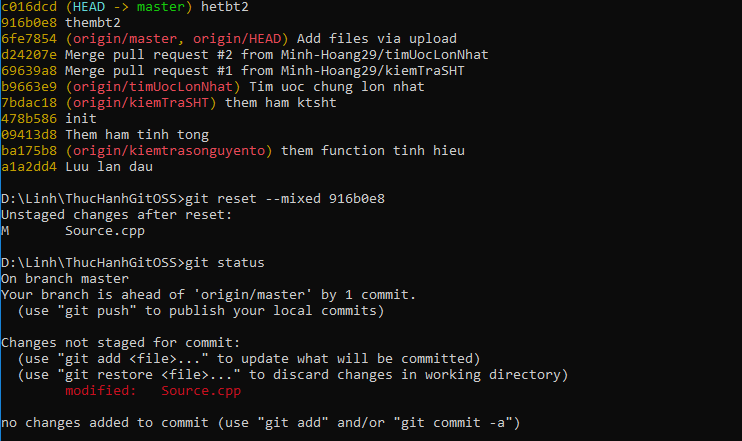 c016dcd (HEAD -> master) hetbt2
916b0e8 thembt2
6fe7854 (origin/master, origin/HEAD) Add files via upload
d24207e Merge pull request #2 from Minh-Hoang29/timUocLonNhat
69639a8 Merge pull request #1 from Minh-Hoang29/kiemTraSHT
b9663e9 (origin/timUocLonNhat) Tim uoc chung lon nhat
7bdac18 (origin/kiemTraSHT) them ham ktsht
478b586 init
09413d8 Them ham tinh tong
ba175b8 (origin/kiemtrasonguyento) them function tinh hieu
a1a2dd4 Luu lan dau
D:\Linh\ThucHanhGitOSS>git reset --mixed 916b0e8
Unstaged changes after reset:
M       Source.cpp
D:\Linh\ThucHanhGitOSS>git status
On branch master
Your branch is ahead of 'origin/master' by 1 commit.
  (use "git push" to publish your local commits)
Changes not staged for commit:
  (use "git add <file>..." to update what will be committed)
  (use "git restore <file>..." to discard changes in working directory)
        modified:   Source.cpp
no changes added to commit (use "git add" and/or "git commit -a")